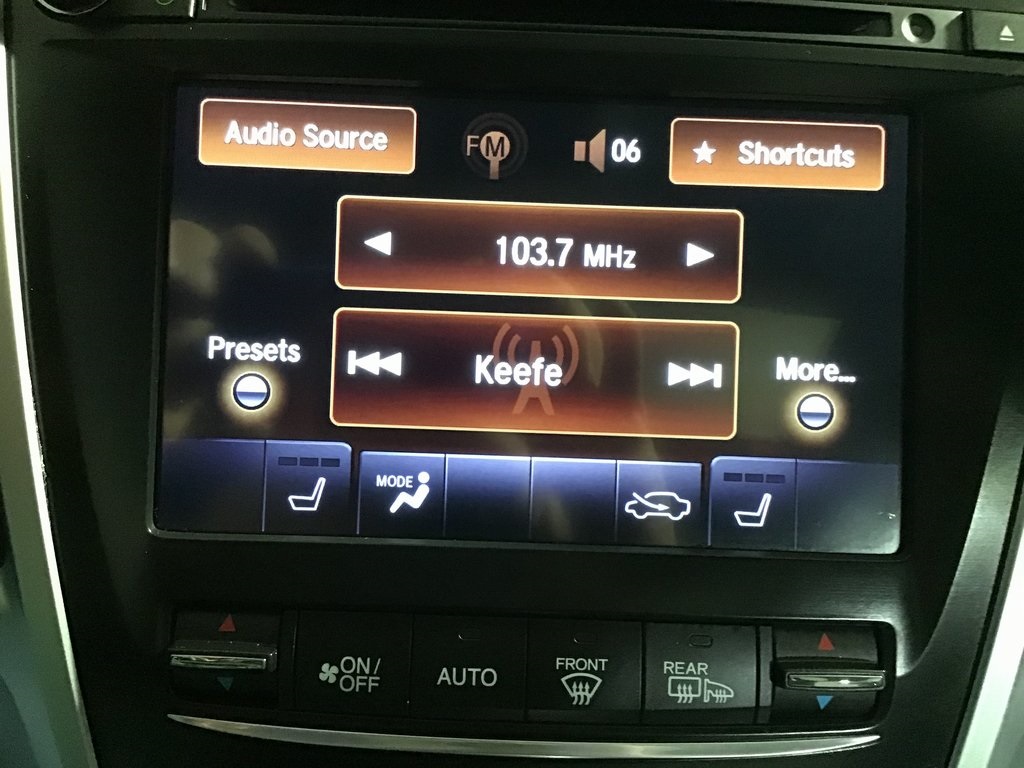 Audio Source
FM
06
★ Shortcuts
103.7 MHz
Presets
Keefe
More...
MODE
ON/
OFF
AUTO
FRONT
REAR